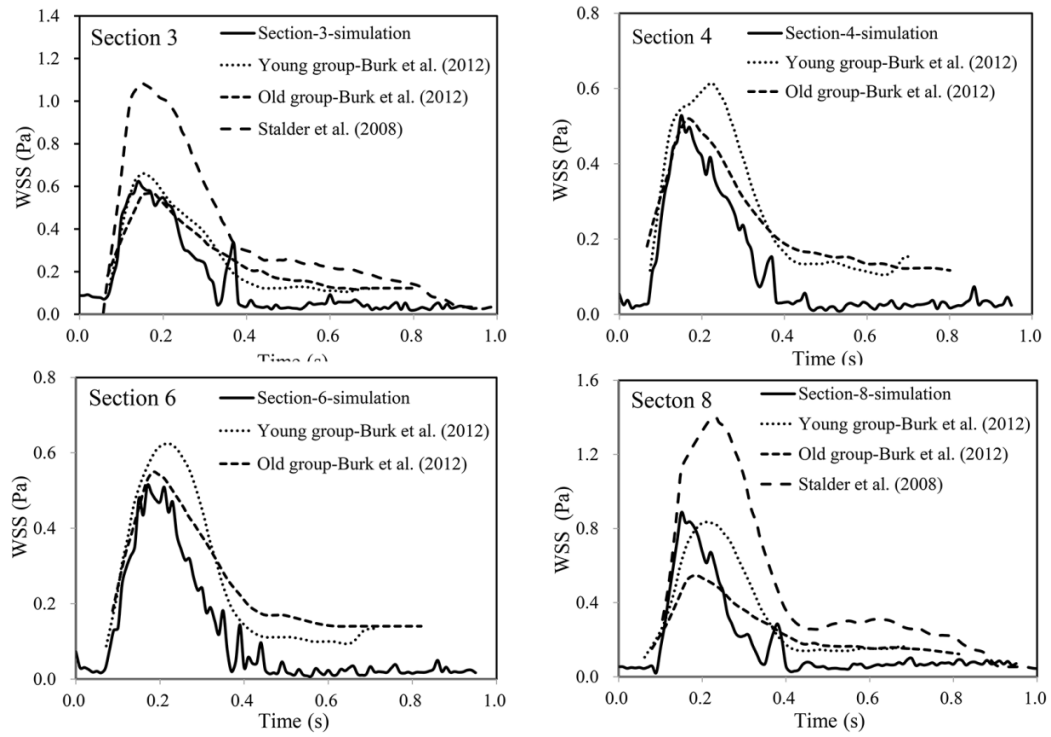 Section 3
Section-3-simulation
Young group-Burk et al. (2012)
Old group-Burk et al. (2012)
Stalder et al. (2008)
WSS (Pa)
1.4
1.2
1.0
0.8
0.6
0.4
0.2
0.0
0.0 0.2 0.4 0.6 0.8 1.0
Time (s)
Section 4
Section-4-simulation
Young group-Burk et al. (2012)
Old group-Burk et al. (2012)
WSS (Pa)
0.8
0.6
0.4
0.2
0.0
0.0 0.2 0.4 0.6 0.8 1.0
Time (s)
Section 6
Section-6-simulation
Young group-Burk et al. (2012)
Old group-Burk et al. (2012)
WSS (Pa)
0.8
0.6
0.4
0.2
0.0
0.0 0.2 0.4 0.6 0.8 1.0
Time (s)
Secton 8
Section-8-simulation
Young group-Burk et al. (2012)
Old group-Burk et al. (2012)
Stalder et al. (2008)
WSS (Pa)
1.6
1.2
0.8
0.4
0.0
0.0 0.2 0.4 0.6 0.8 1.0
Time (s)